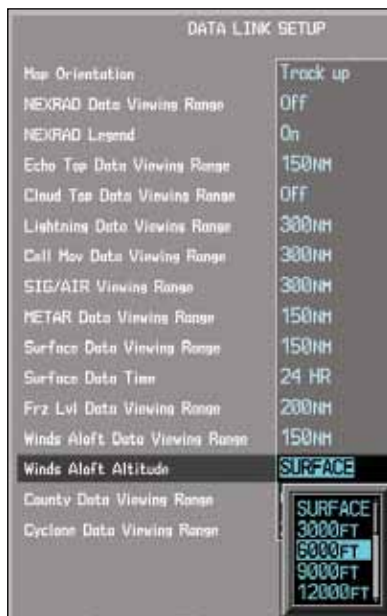 DATA LINK SETUP
Map Orientation Track up
NEXRAD Data Viewing Range Off
NEXRAD Legend On
Echo Top Data Viewing Range 150NM
Cloud Top Data Viewing Range Off
Lightning Data Viewing Range 300NM
Cell Mov Data Viewing Range 300NM
SIG/AIR Viewing Range 300NM
METAR Data Viewing Range 150NM
Surface Data Viewing Range 150NM
Surface Data Time 24 HR
Frz Lvl Data Viewing Range 200NM
Winds Aloft Data Viewing Range 150NM
Winds Aloft Altitude SURFACE
County Data Viewing Range
Cyclone Data Viewing Range
SURFACE
3000FT
6000FT
9000FT
12000FT